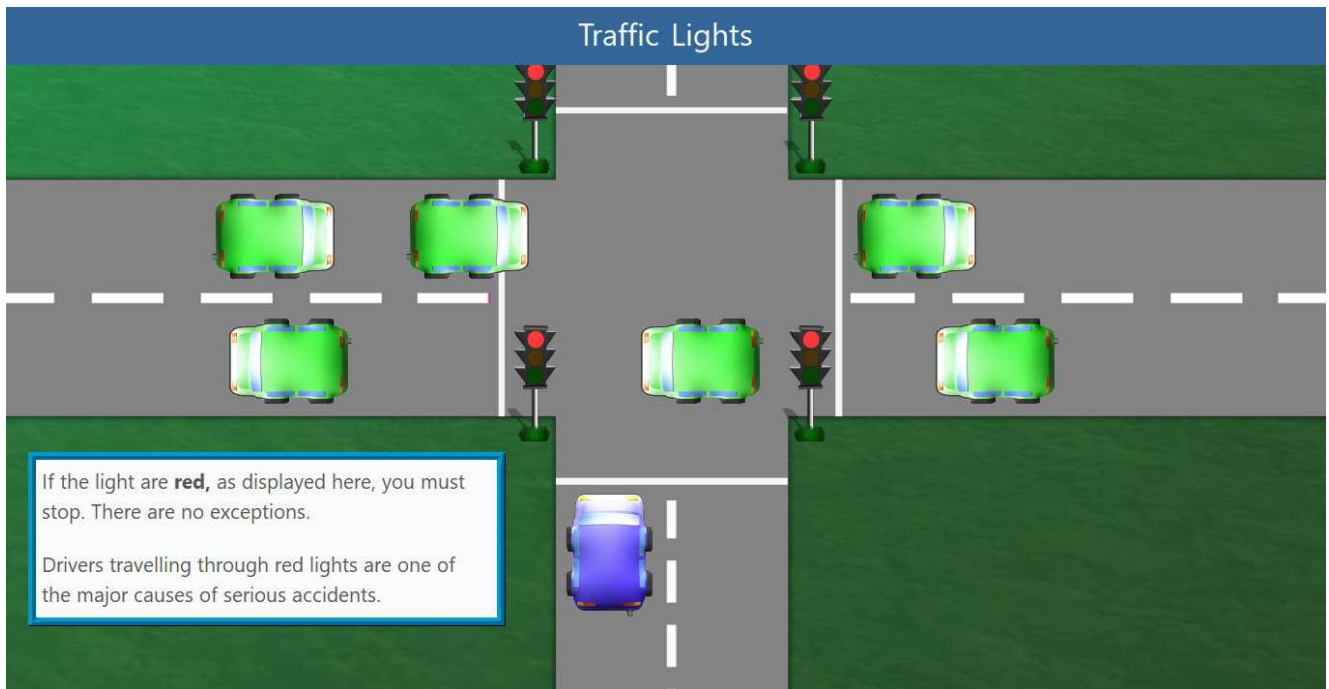 Traffic Lights
If the light are red, as displayed here, you must
stop. There are no exceptions.
Drivers travelling through red lights are one of
the major causes of serious accidents.